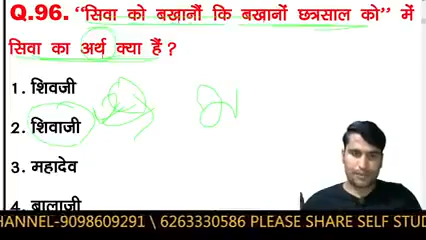 Q.96. “सिवा को बखानौं कि बखानों छत्रसाल को” में
सिवा का अर्थ क्या हैं ?
1. शिवजी
2. शिवाजी
3. महादेव
4. बालाजी
HANNEL-9098609291 \ 6263330586 PLEASE SHARE SELF STUD